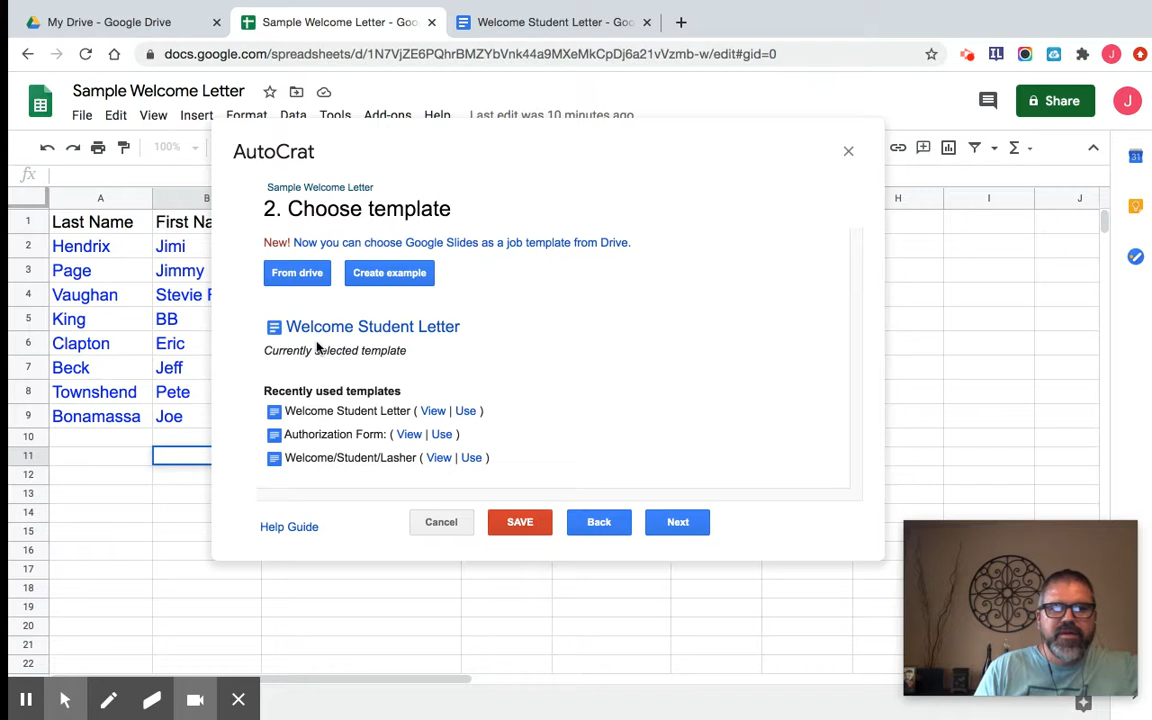 My Drive - Google Drive
Sample Welcome Letter - Goo
Welcome Student Letter - Goo
docs.google.com/spreadsheets/d/1N7VjZE6PQhrBMZYbVnk44a9MXeMkCpDj6a21vVzmb-w/edit#gid=0
IL
J
Sample Welcome Letter
Share
J
File Edit View Insert Format Data Tools Add-ons Help Last edit was 10 minutes ago
100%
fx
31
AutoCrat
Sample Welcome Letter
2. Choose template
New! Now you can choose Google Slides as a job template from Drive.
From drive Create example
Welcome Student Letter
Currently selected template
Recently used templates
Welcome Student Letter ( View | Use )
Authorization Form: ( View | Use )
Welcome/Student/Lasher ( View | Use )
Help Guide
Cancel SAVE Back Next
A B H I J
1 Last Name First Na
2 Hendrix Jimi
3 Page Jimmy
4 Vaughan Stevie R
5 King BB
6 Clapton Eric
7 Beck Jeff
8 Townshend Pete
9 Bonamassa Joe
10
11
12
13
14
15
16
17
18
19
20
21
22